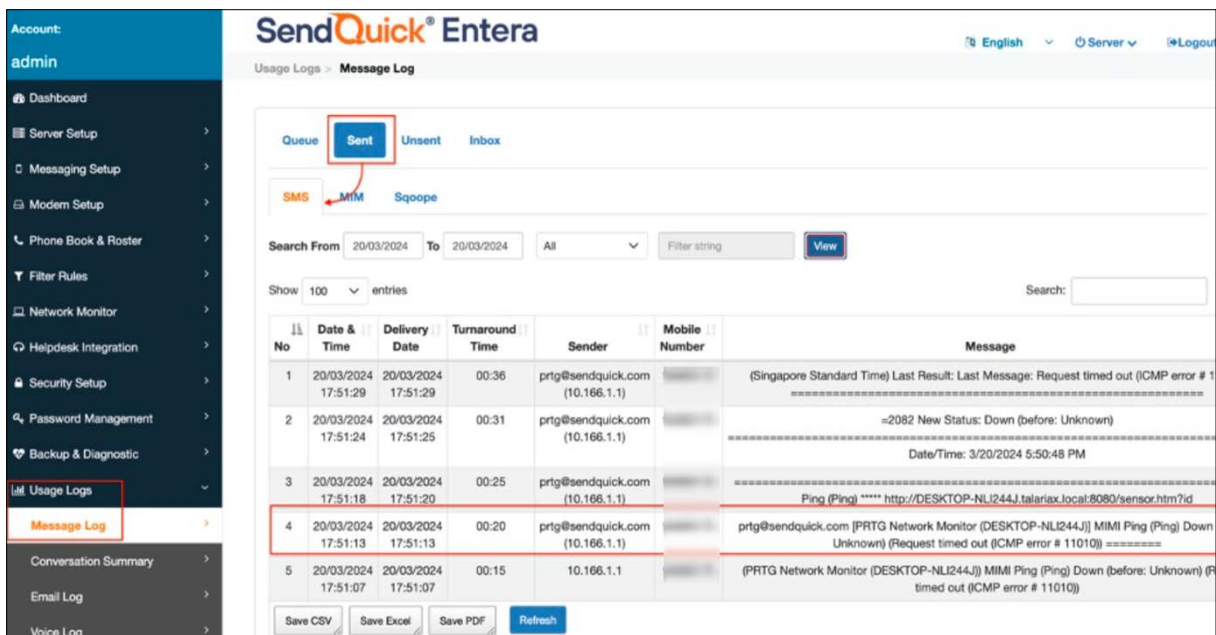 Account:
admin
Dashboard
Server Setup
Messaging Setup
Modem Setup
Phone Book & Roster
Filter Rules
Network Monitor
Helpdesk Integration
Security Setup
Password Management
Backup & Diagnostic
Usage Logs
Message Log
Conversation Summary
Email Log
Voice Log
SendQuick® Entera
English
Server
Logout
Usage Logs > Message Log
Queue Sent Unsent Inbox
SMS MIM Sqoope
Search From 20/03/2024 To 20/03/2024 All Filter string View
Show 100 entries Search:
No Date & Time Delivery Date Turnaround Time Sender Mobile Number Message
1 20/03/2024 20/03/2024 00:36 prtg@sendquick.com (Singapore Standard Time) Last Result: Last Message: Request timed out (ICMP error # 1
17:51:29 17:51:29 (10.166.1.1) ===========================================================
2 20/03/2024 20/03/2024 00:31 prtg@sendquick.com =2082 New Status: Down (before: Unknown)
17:51:24 17:51:25 (10.166.1.1) =====================================================================
Date/Time: 3/20/2024 5:50:48 PM
3 20/03/2024 20/03/2024 00:25 prtg@sendquick.com =====================================================================
17:51:18 17:51:20 (10.166.1.1) Ping (Ping) ***** http://DESKTOP-NLI244J.talariax.local:8080/sensor.htm?id
4 20/03/2024 20/03/2024 00:20 prtg@sendquick.com prtg@sendquick.com [PRTG Network Monitor (DESKTOP-NLI244J)] MIMI Ping (Ping) Down
17:51:13 17:51:13 (10.166.1.1) Unknown) (Request timed out (ICMP error # 11010)) ========
5 20/03/2024 20/03/2024 00:15 10.166.1.1 (PRTG Network Monitor (DESKTOP-NLI244J)) MIMI Ping (Ping) Down (before: Unknown) (R
17:51:07 17:51:07 timed out (ICMP error # 11010))
Save CSV Save Excel Save PDF Refresh